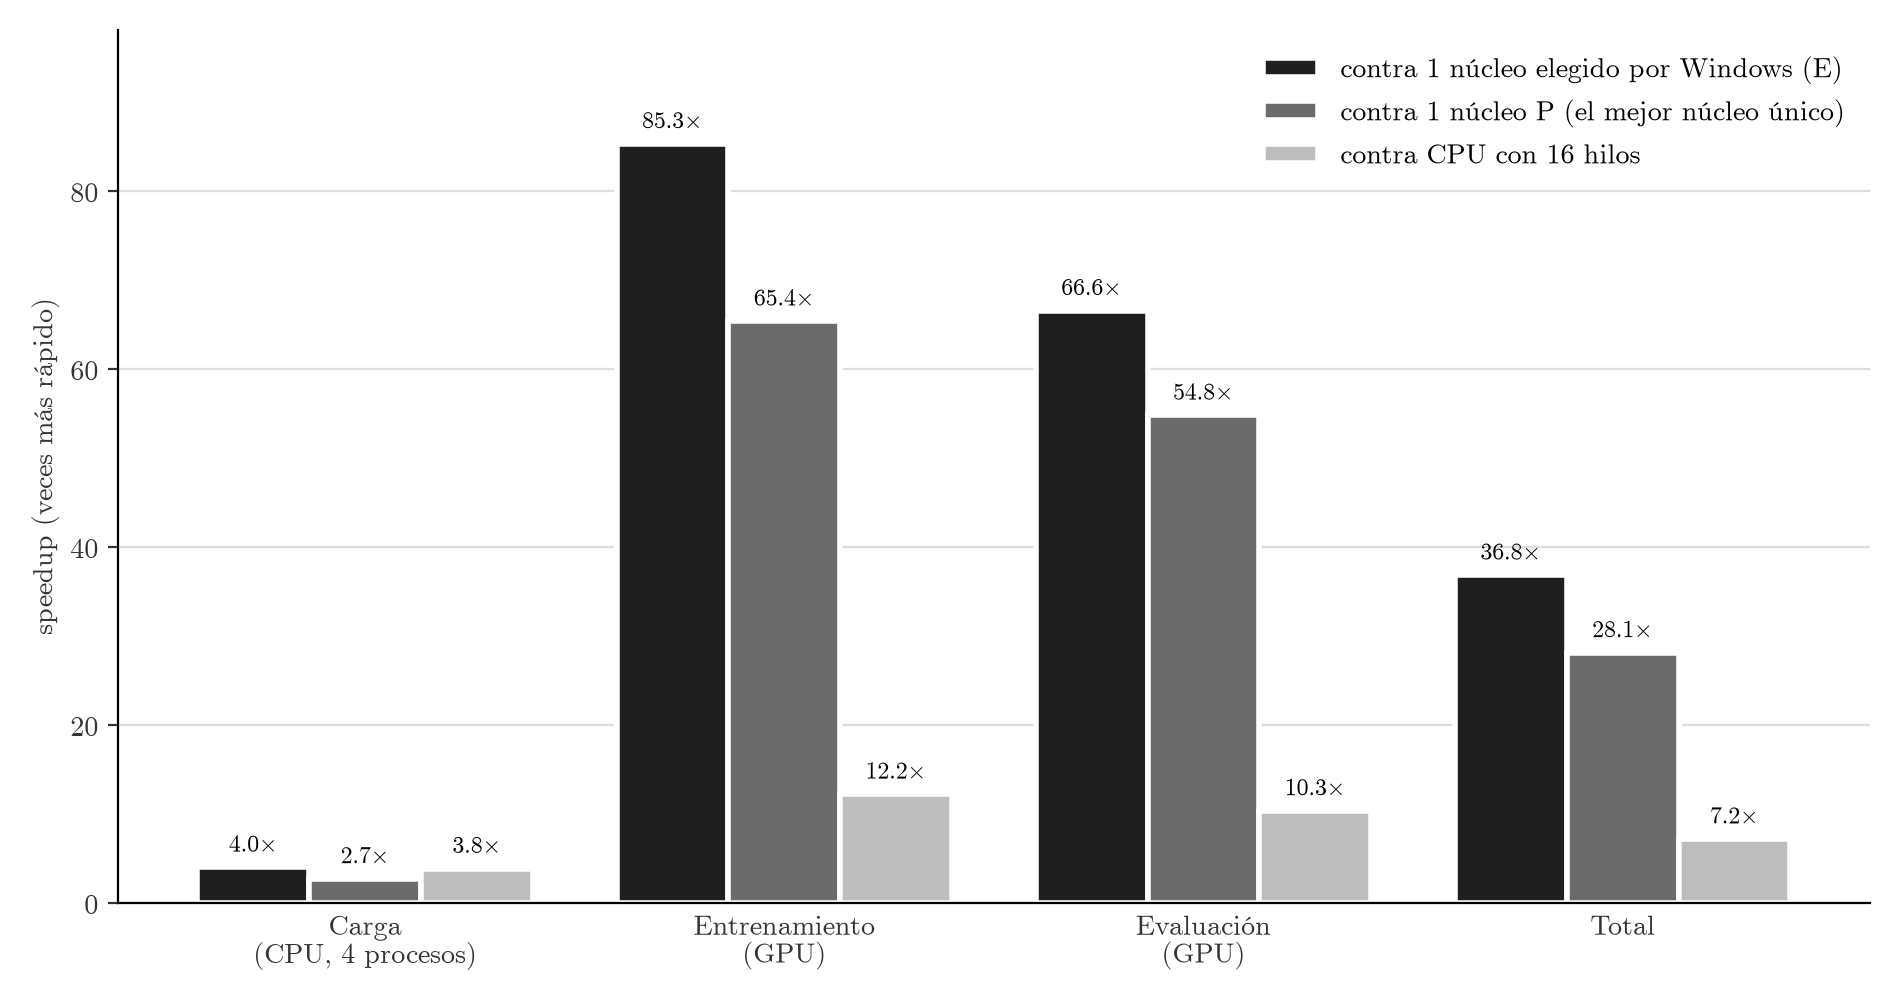 contra 1 núcleo elegido por Windows (E)
contra 1 núcleo P (el mejor núcleo único)
contra CPU con 16 hilos
speedup (veces más rápido)
80
60
40
20
0
4.0×
2.7×
3.8×
85.3×
65.4×
12.2×
66.6×
54.8×
10.3×
36.8×
28.1×
7.2×
Carga
(CPU, 4 procesos)
Entrenamiento
(GPU)
Evaluación
(GPU)
Total